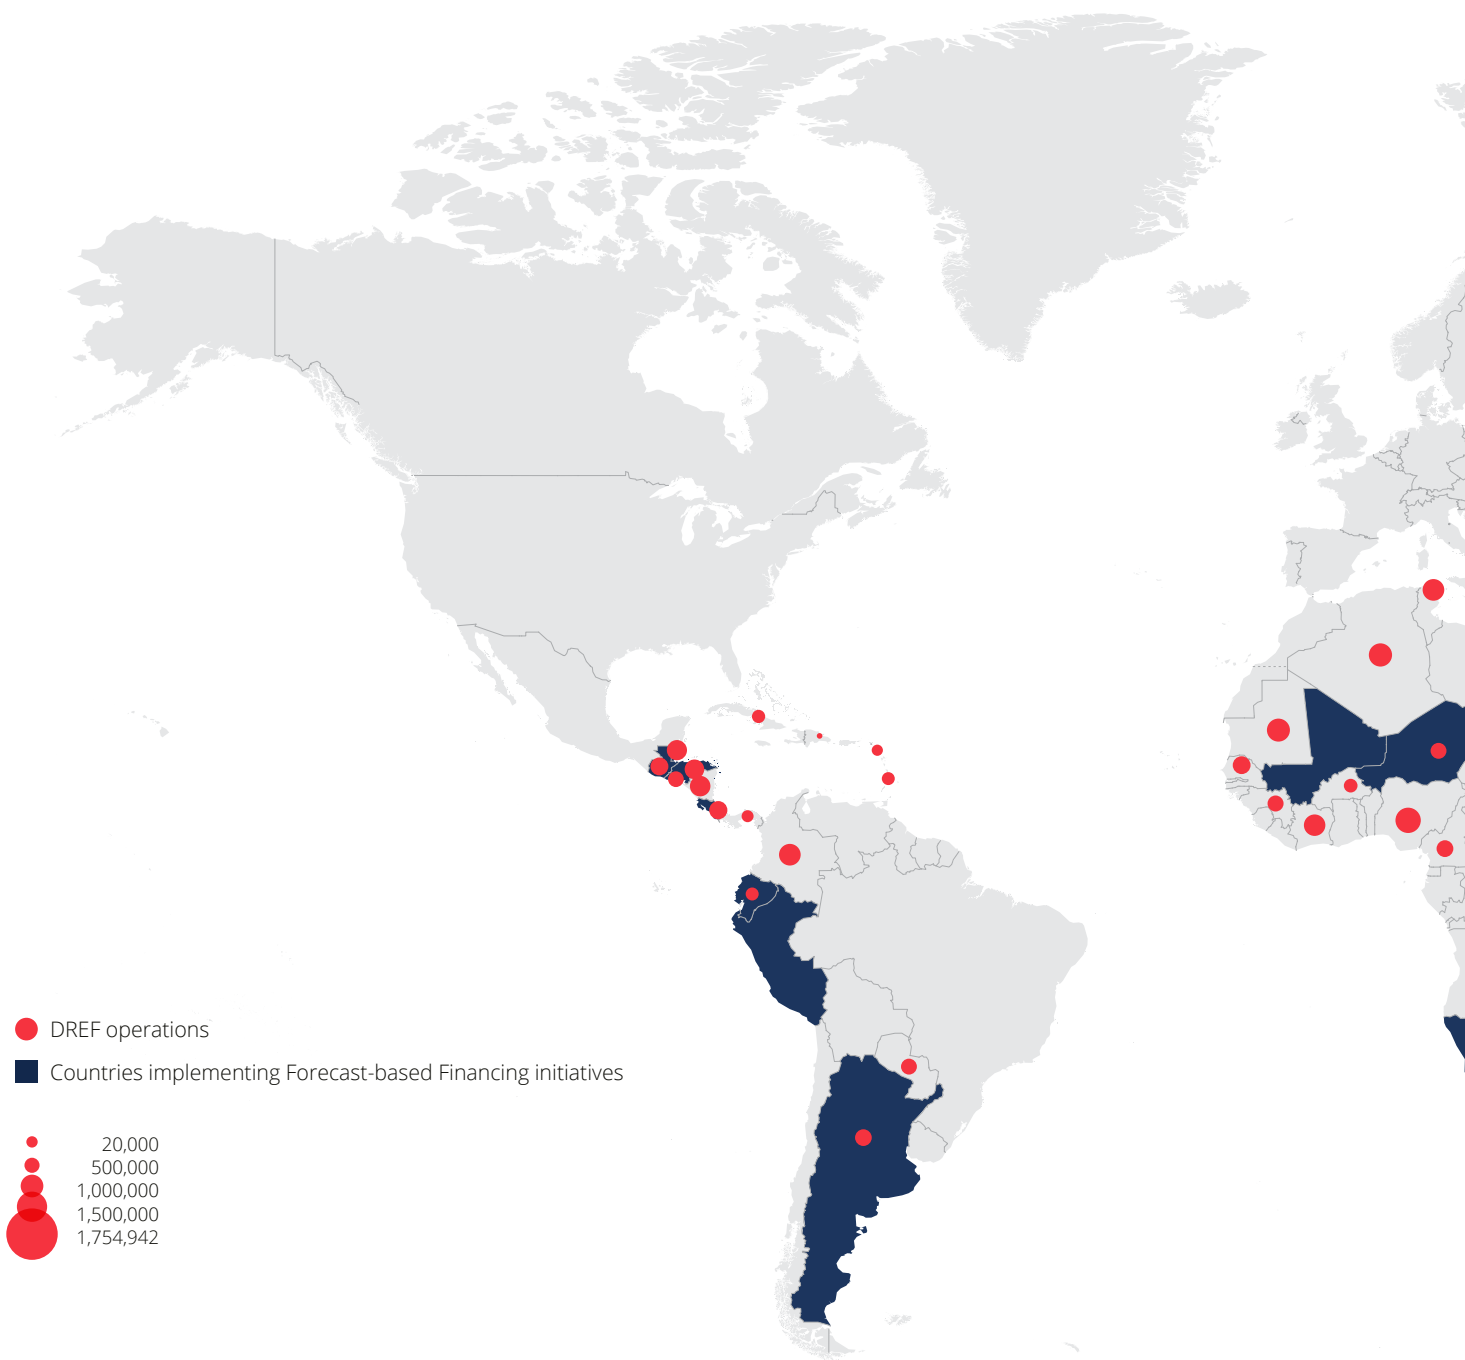 DREF operations
Countries implementing Forecast-based Financing initiatives
20,000
500,000
1,000,000
1,500,000
1,754,942